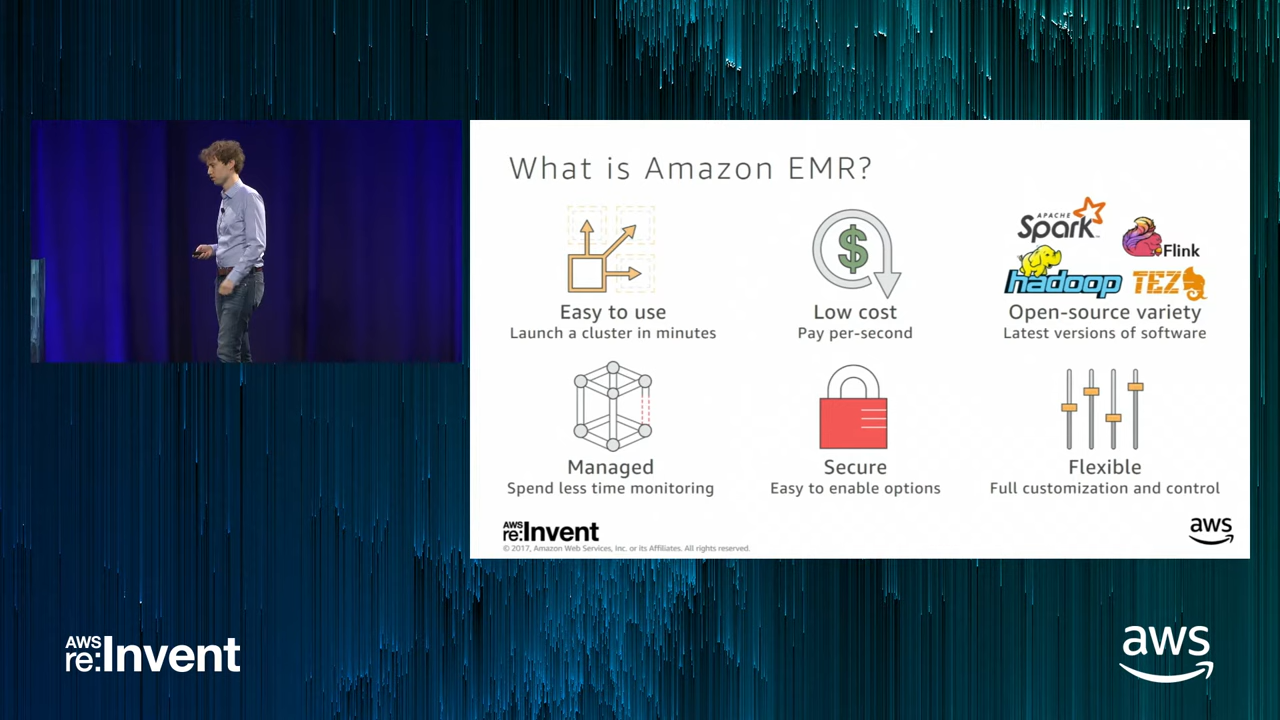 What is Amazon EMR?
Easy to use
Launch a cluster in minutes
Low cost
Pay per-second
APACHE
Spark™
Flink
hadoop
TEZ
Open-source variety
Latest versions of software
Managed
Spend less time monitoring
Secure
Easy to enable options
Flexible
Full customization and control
AWS
re:Invent
© 2017, Amazon Web Services, Inc. or its Affiliates. All rights reserved.
aws
AWS
re:Invent
aws